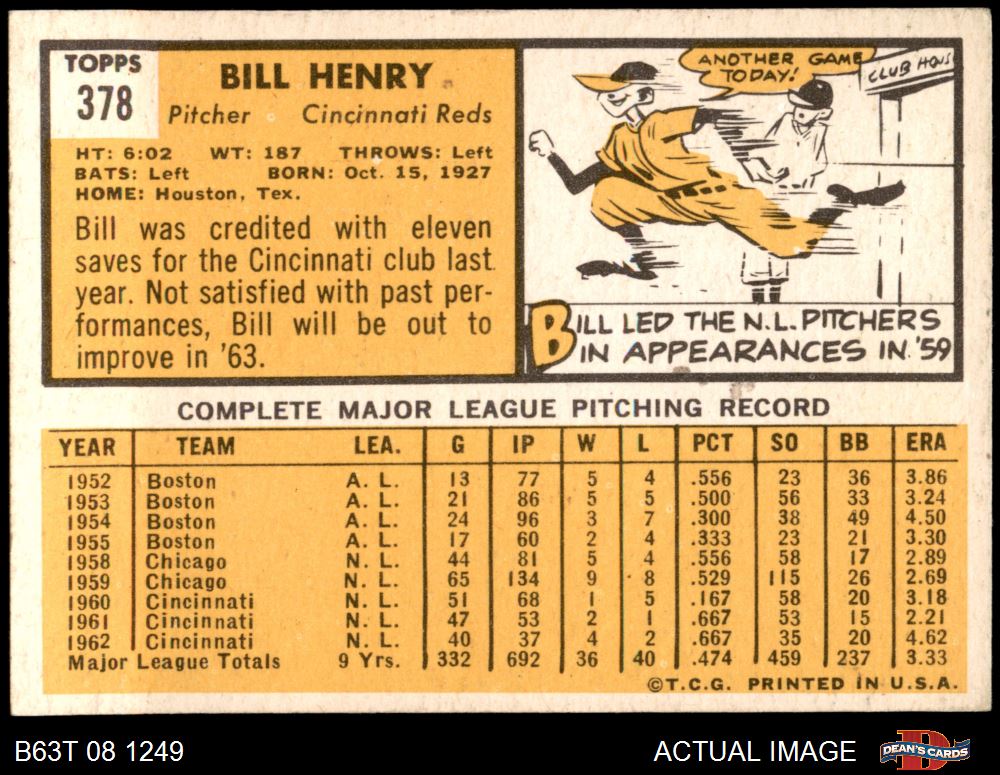 TOPPS
378
BILL HENRY
Pitcher Cincinnati Reds
HT: 6:02 WT: 187 THROWS: Left
BATS: Left BORN: Oct. 15, 1927
HOME: Houston, Tex.
Bill was credited with eleven
saves for the Cincinnati club last
year. Not satisfied with past per-
formances, Bill will be out to
improve in '63.
ANOTHER GAME
TODAY!
CLUB HOUS
BILL LED THE N.L. PITCHERS
IN APPEARANCES IN '59
COMPLETE MAJOR LEAGUE PITCHING RECORD
YEAR TEAM LEA. G IP W L PCT SO BB ERA
1952 Boston A. L. 13 77 5 4 .556 23 36 3.86
1953 Boston A. L. 21 86 5 5 .500 56 33 3.24
1954 Boston A. L. 24 96 3 7 .300 38 49 4.50
1955 Boston A. L. 17 60 2 4 .333 23 21 3.30
1958 Chicago N. L. 44 81 5 4 .556 58 17 2.89
1959 Chicago N. L. 65 134 9 8 .529 115 26 2.69
1960 Cincinnati N. L. 51 68 1 5 .167 58 20 3.18
1961 Cincinnati N. L. 47 53 2 1 .667 53 15 2.21
1962 Cincinnati N. L. 40 37 4 2 .667 35 20 4.62
Major League Totals 9 Yrs. 332 692 36 40 .474 459 237 3.33
©T.C.G. PRINTED IN U.S.A.
B63T 08 1249 ACTUAL IMAGE DEAN'S CARDS